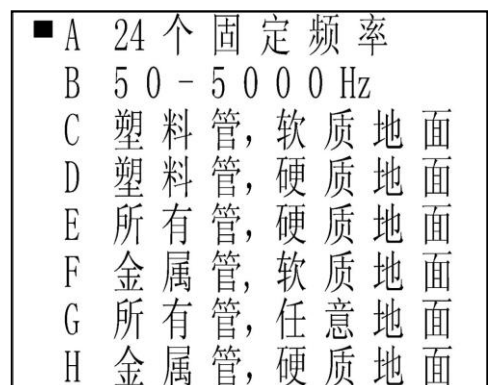 ■ A 24个固定频率
B 50-5000Hz
C 塑料管,软质地面
D 塑料管,硬质地面
E 所有管,硬质地面
F 金属管,软质地面
G 所有管,任意地面
H 金属管,硬质地面